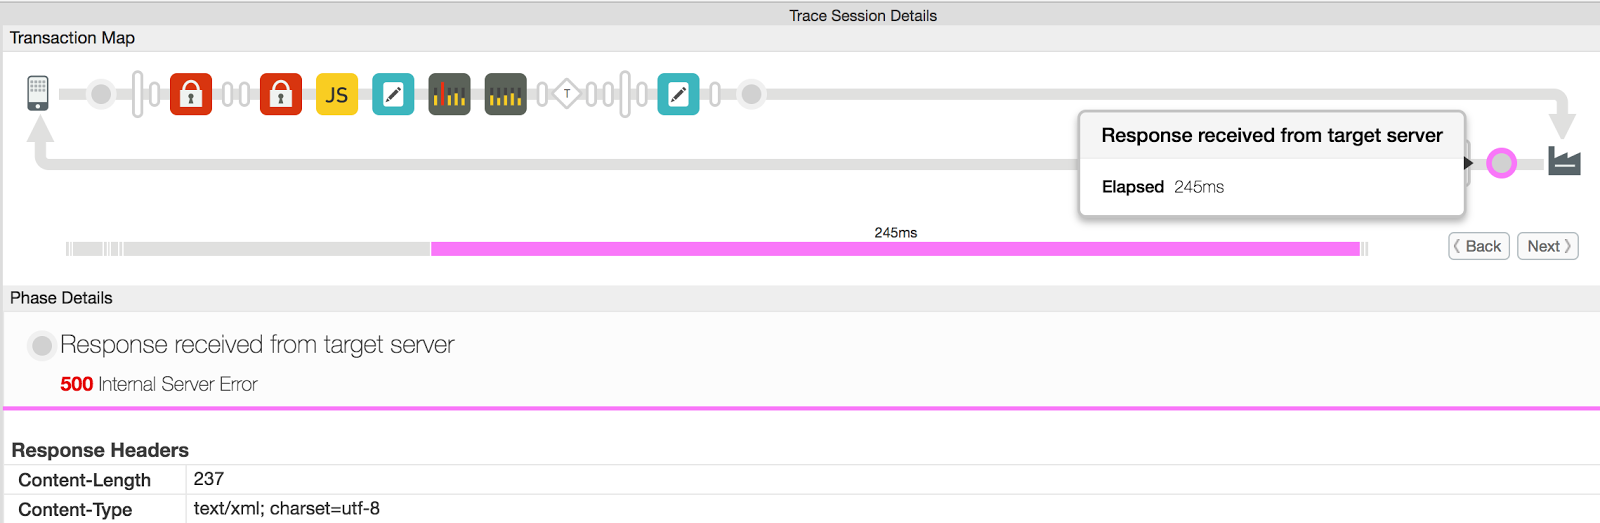 Trace Session Details
Transaction Map
JS
T
Response received from target server
Elapsed 245ms
245ms
Back
Next
Phase Details
Response received from target server
500 Internal Server Error
Response Headers
Content-Length 237
Content-Type text/xml; charset=utf-8